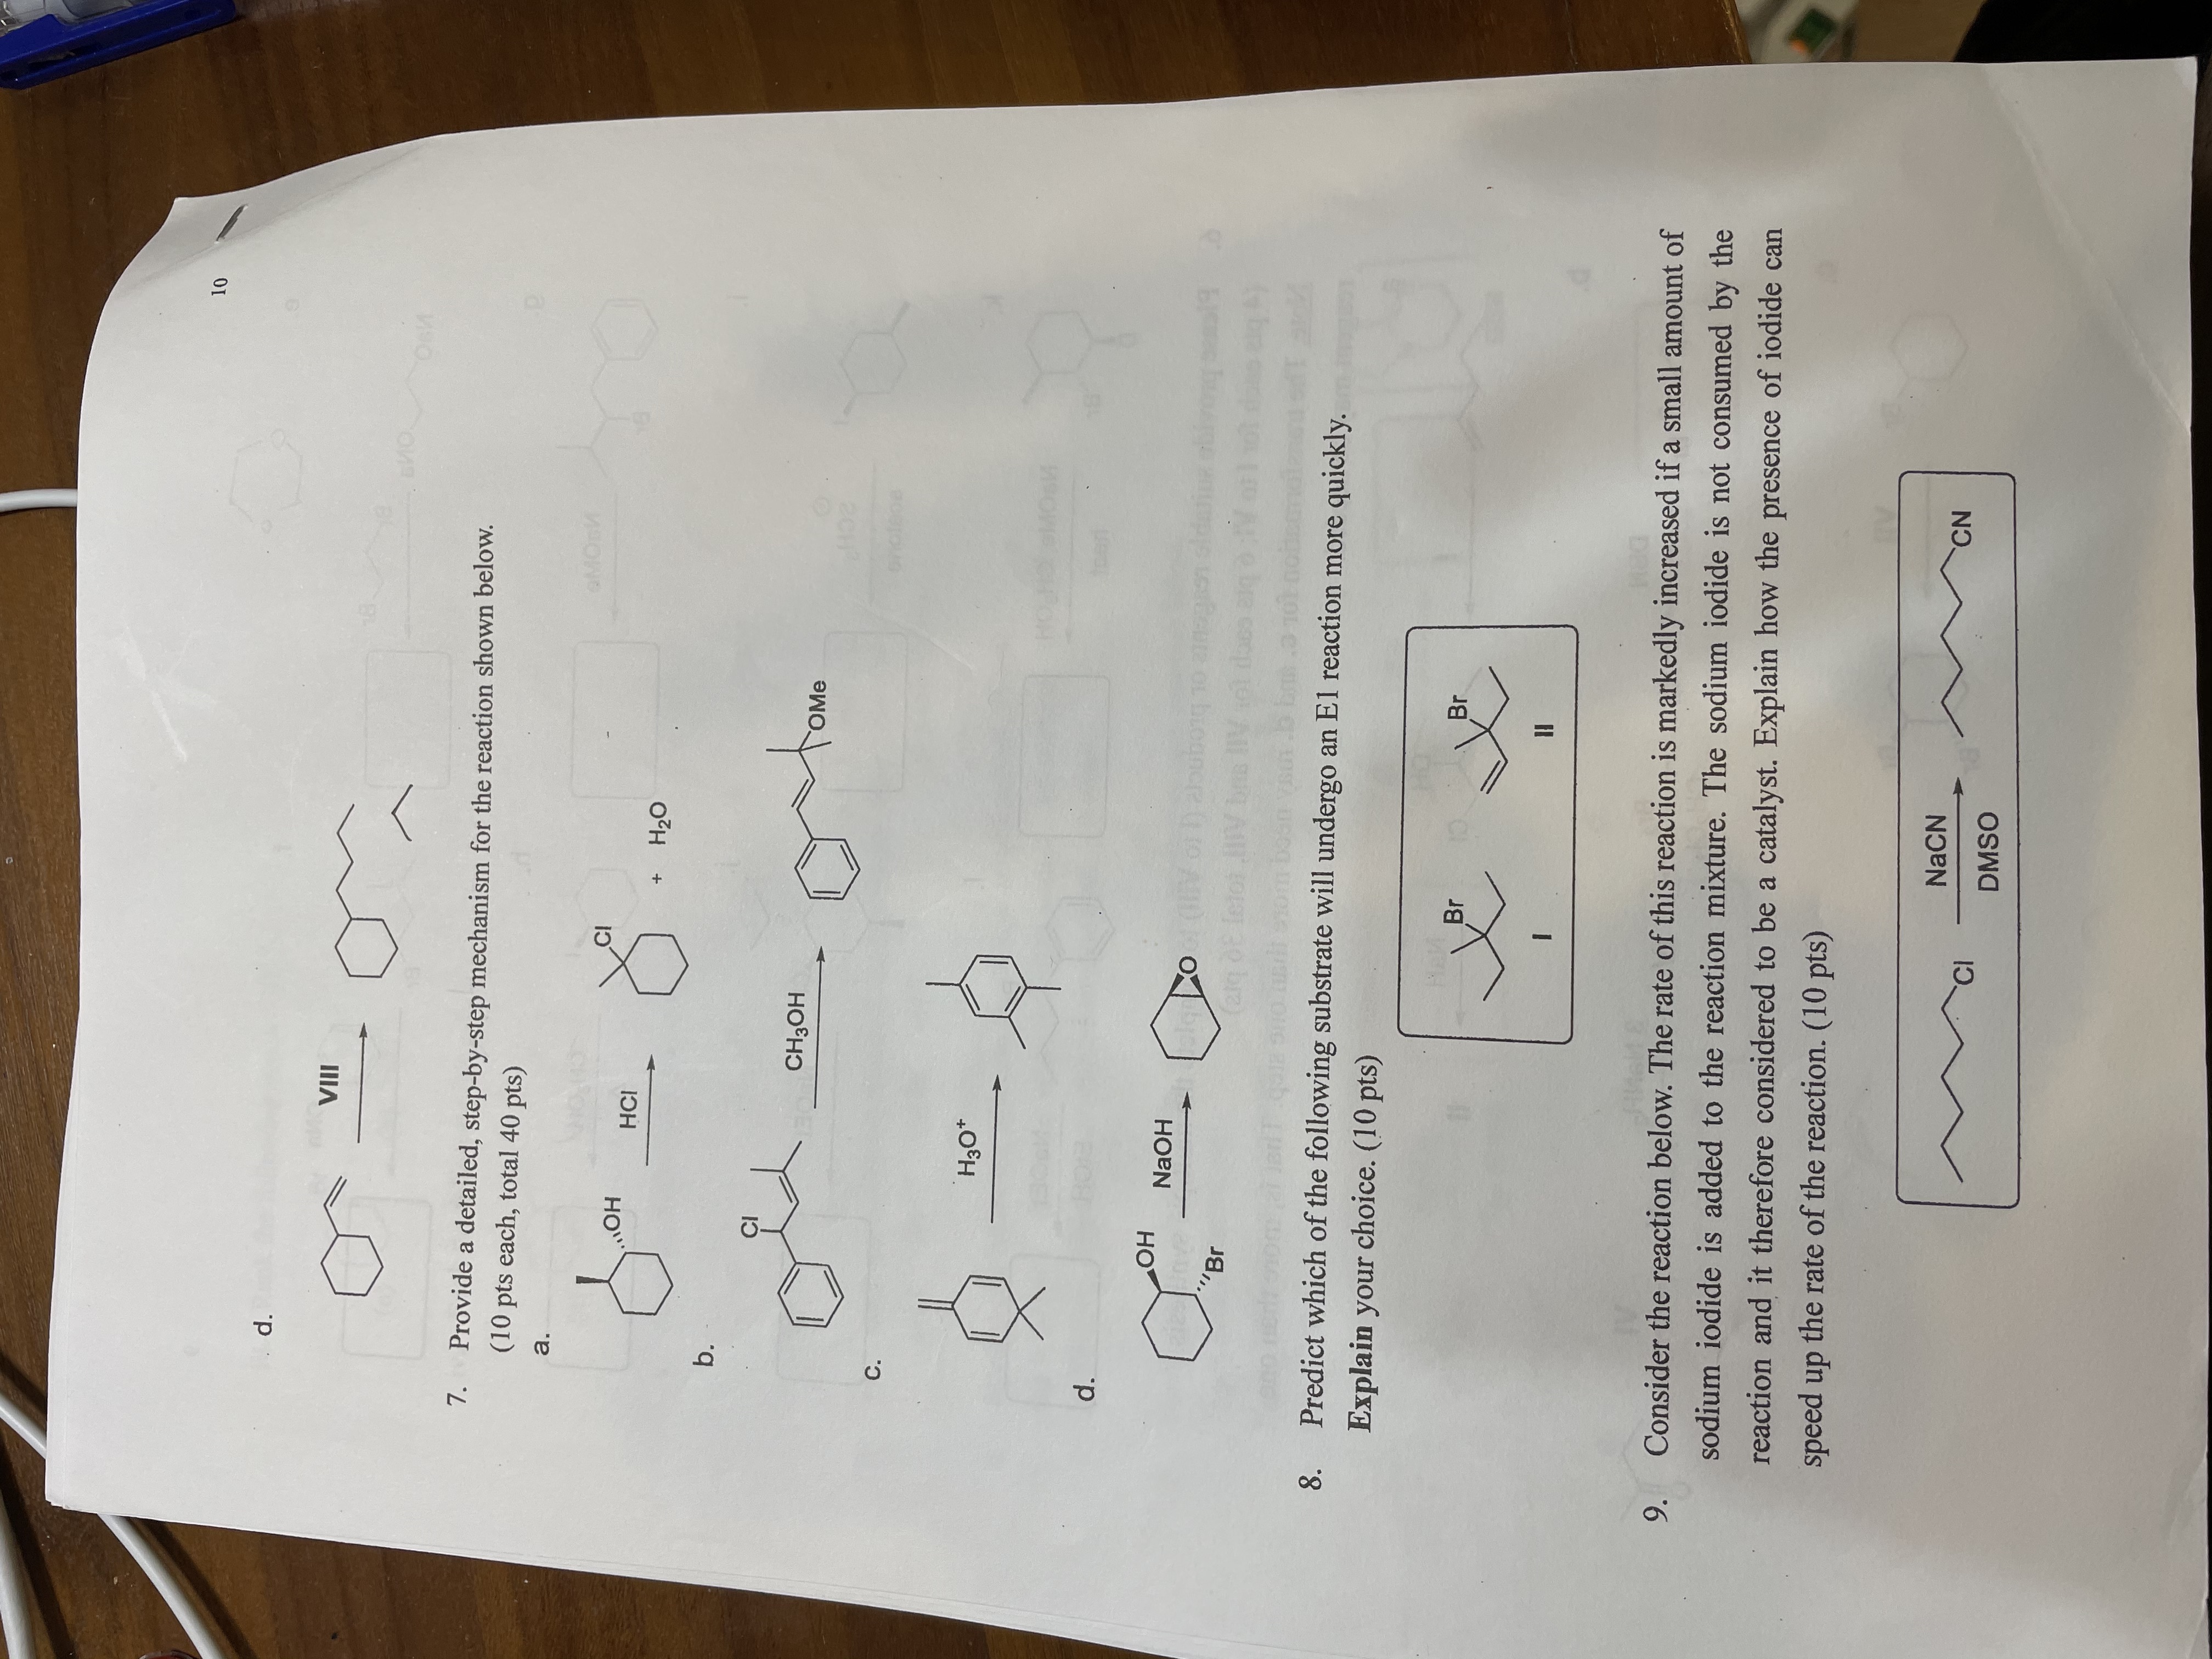 10
d.
VIII
7. Provide a detailed, step-by-step mechanism for the reaction shown below.
(10 pts each, total 40 pts)
a.
OH
HCl
Cl
+ H₂O
b.
Cl
CH₃OH
OMe
c.
H₃O⁺
d.
OH
Br
NaOH
O
8. Predict which of the following substrate will undergo an E1 reaction more quickly.
Explain your choice. (10 pts)
Br Br
I II
9. Consider the reaction below. The rate of this reaction is markedly increased if a small amount of
sodium iodide is added to the reaction mixture. The sodium iodide is not consumed by the
reaction and it therefore considered to be a catalyst. Explain how the presence of iodide can
speed up the rate of the reaction. (10 pts)
Cl
NaCN
DMSO
CN